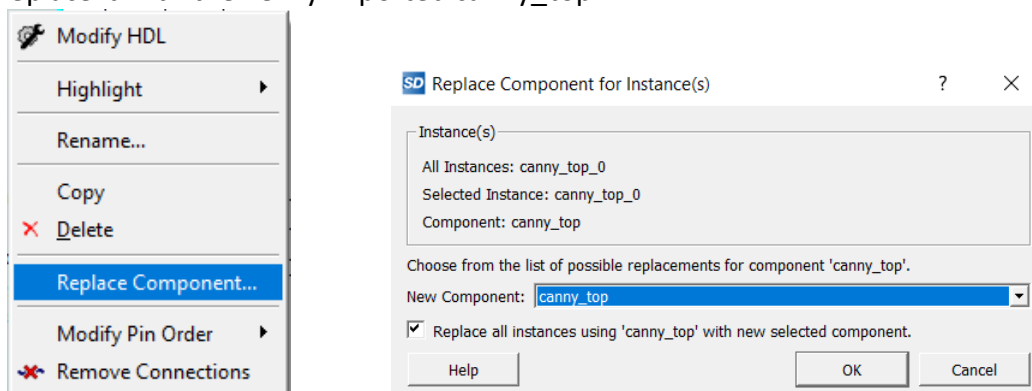 Modify HDL
Highlight
Rename...
Copy
Delete
Replace Component...
Modify Pin Order
Remove Connections
SD Replace Component for Instance(s) ?
Instance(s)
All Instances: canny_top_0
Selected Instance: canny_top_0
Component: canny_top
Choose from the list of possible replacements for component 'canny_top'.
New Component: canny_top
Replace all instances using 'canny_top' with new selected component.
Help OK Cancel